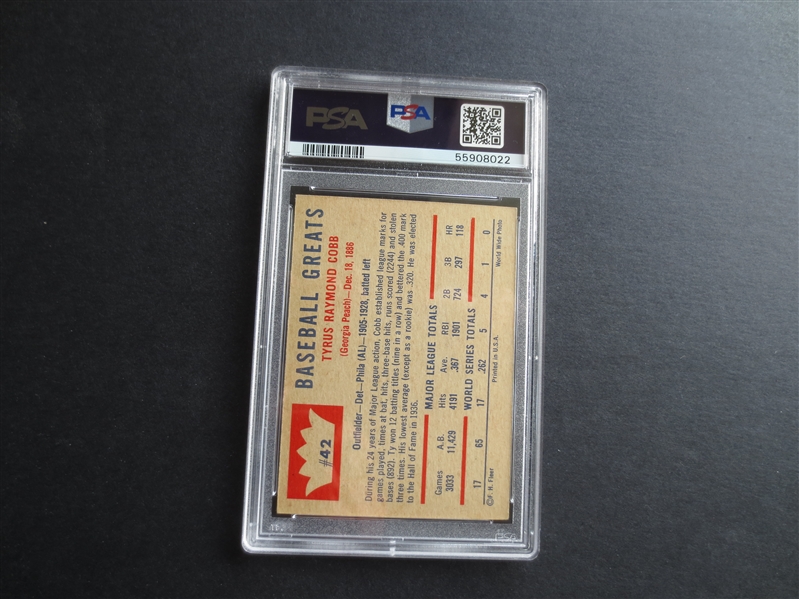 PSA
PSA
55908022
#42
BASEBALL GREATS
TYRUS RAYMOND COBB
(Georgia Peach)—Dec. 18, 1886
Outfielder—Det—Phila (AL)—1905-1928, batted left
During his 24 years of Major League action, Cobb established league marks for
games played, times at bat, hits, three-base hits, runs scored (2244) and stolen
bases (892). Ty won 12 batting titles (nine in a row) and bettered the .400 mark
three times. His lowest average (except as a rookie) was .320. He was elected
to the Hall of Fame in 1936.
MAJOR LEAGUE TOTALS
Games A.B. Hits Ave. RBI 2B 3B HR
3033 11,429 4191 .367 1901 724 297 118
WORLD SERIES TOTALS
17 65 17 .262 5 4 1 0
©F. H. Fleer Printed in U.S.A. World Wide Photo
PSA